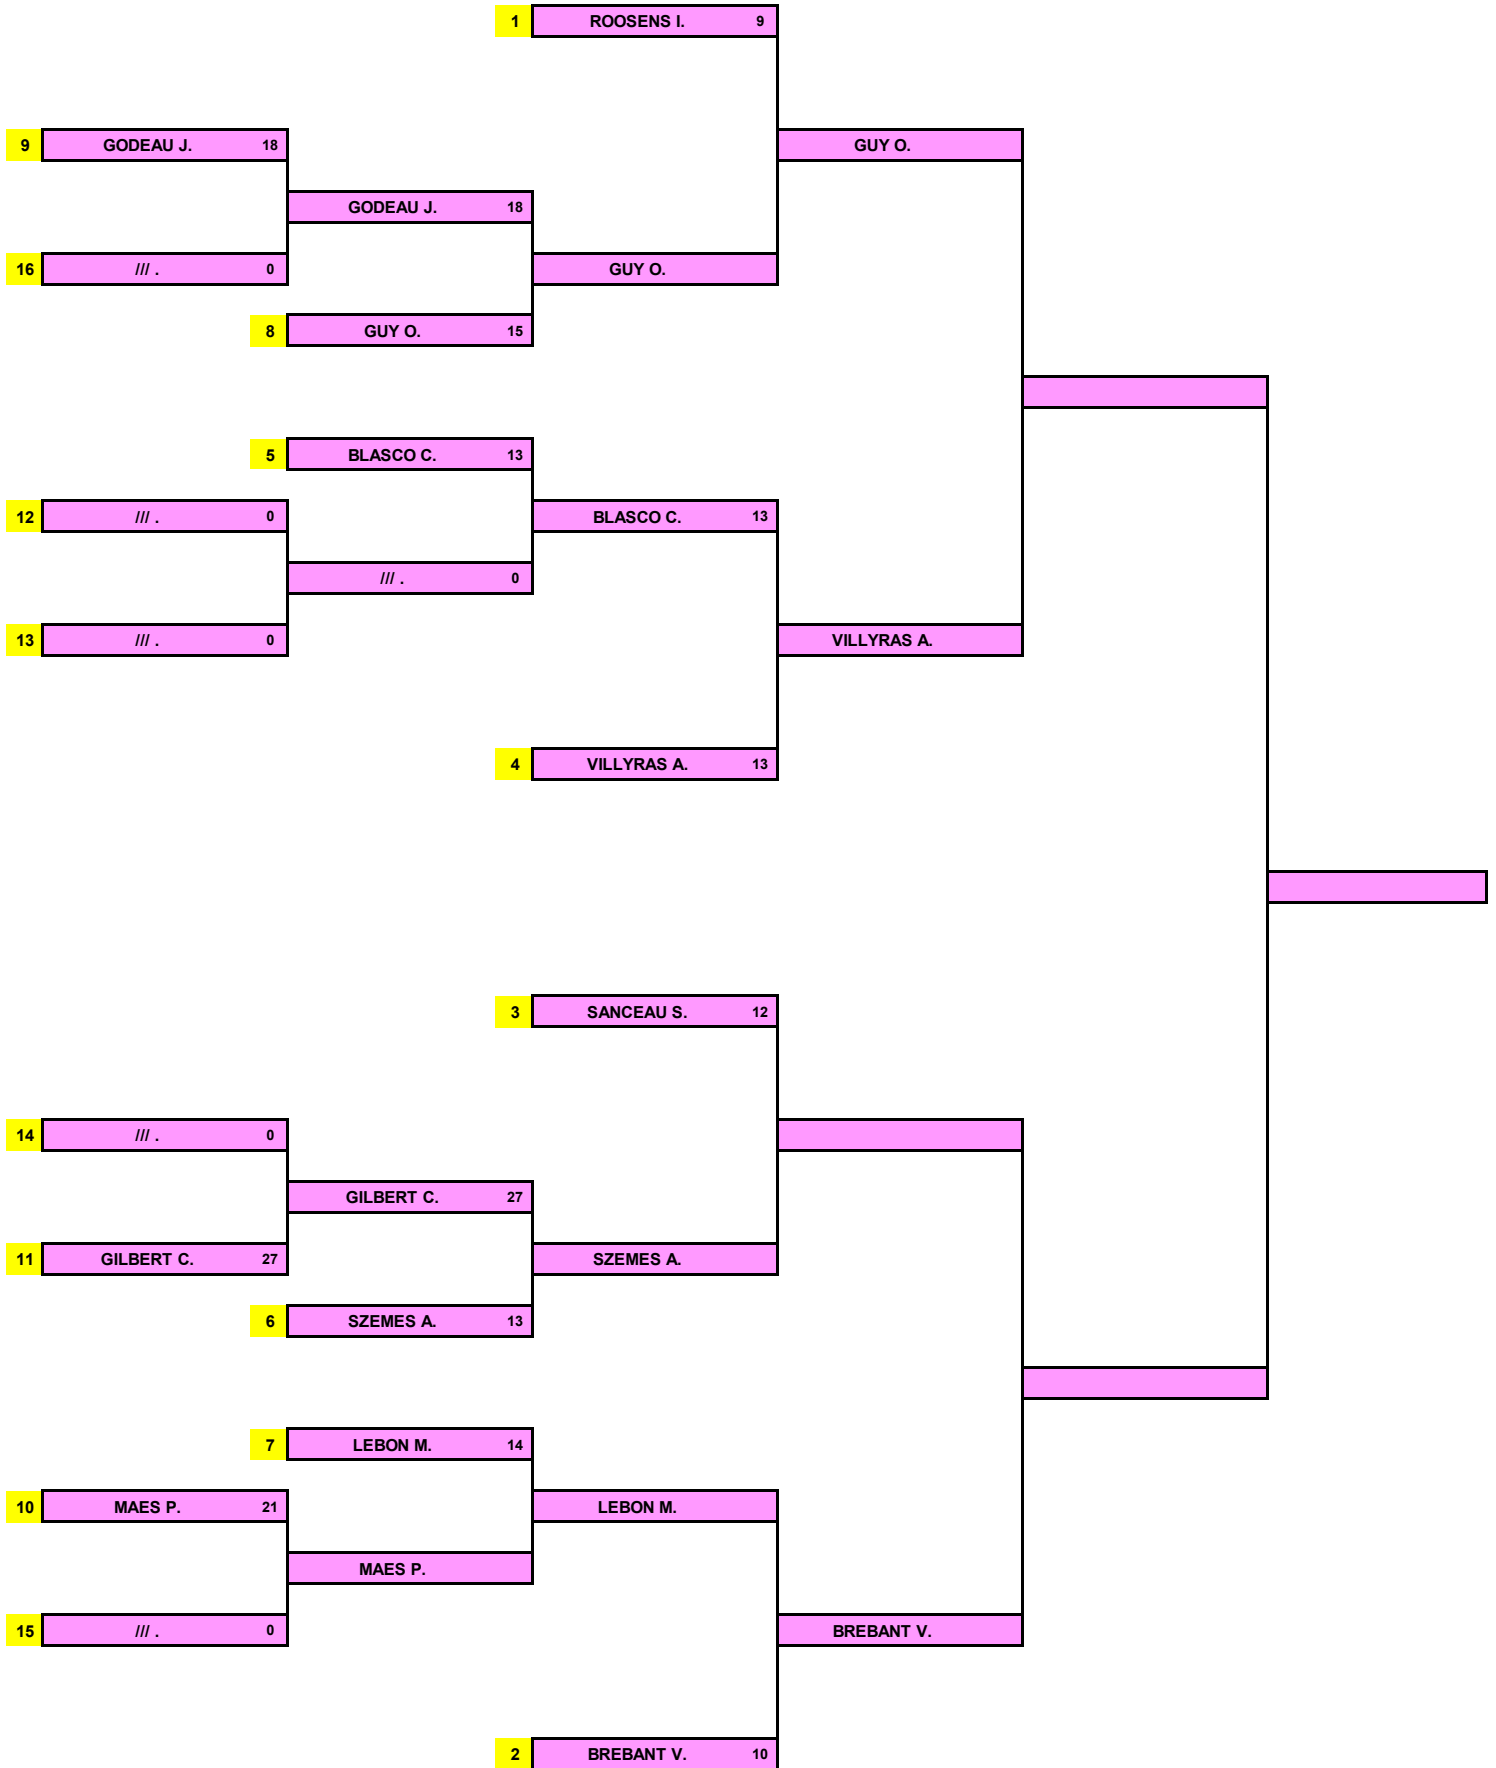 1 ROOSENS I. 9
9 GODEAU J. 18 GUY O.
GODEAU J. 18
16 /// . 0 GUY O.
8 GUY O. 15
5 BLASCO C. 13
12 /// . 0 BLASCO C. 13
/// . 0
13 /// . 0 VILLYRAS A.
4 VILLYRAS A. 13
3 SANCEAU S. 12
14 /// . 0
GILBERT C. 27
11 GILBERT C. 27 SZEMES A.
6 SZEMES A. 13
7 LEBON M. 14
10 MAES P. 21 LEBON M.
MAES P.
15 /// . 0 BREBANT V.
2 BREBANT V. 10